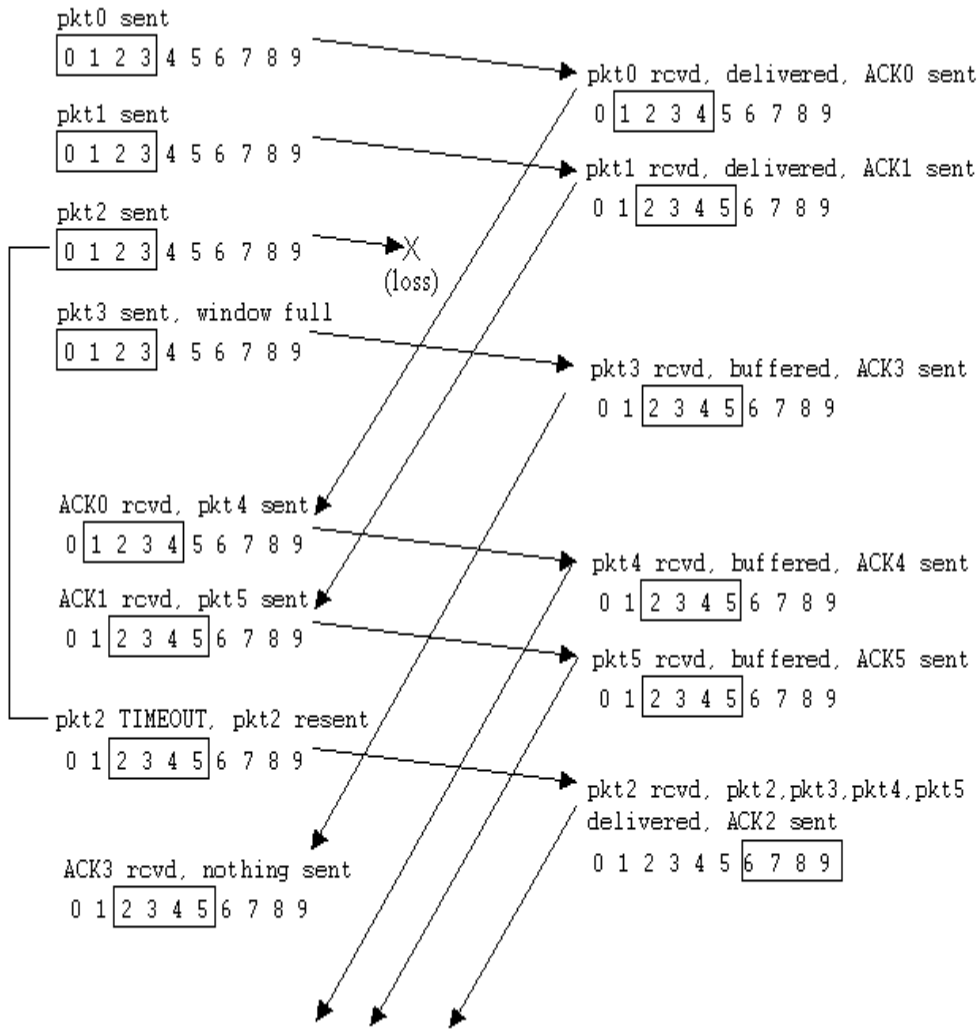 pkt0 sent
0 1 2 3 4 5 6 7 8 9
pkt0 rcvd, delivered, ACK0 sent
0 1 2 3 4 5 6 7 8 9
pkt1 sent
0 1 2 3 4 5 6 7 8 9
pkt1 rcvd, delivered, ACK1 sent
0 1 2 3 4 5 6 7 8 9
pkt2 sent
0 1 2 3 4 5 6 7 8 9
X
(loss)
pkt3 sent, window full
0 1 2 3 4 5 6 7 8 9
pkt3 rcvd, buffered, ACK3 sent
0 1 2 3 4 5 6 7 8 9
ACK0 rcvd, pkt4 sent
0 1 2 3 4 5 6 7 8 9
pkt4 rcvd, buffered, ACK4 sent
0 1 2 3 4 5 6 7 8 9
ACK1 rcvd, pkt5 sent
0 1 2 3 4 5 6 7 8 9
pkt5 rcvd, buffered, ACK5 sent
0 1 2 3 4 5 6 7 8 9
pkt2 TIMEOUT, pkt2 resent
0 1 2 3 4 5 6 7 8 9
pkt2 rcvd, pkt2,pkt3,pkt4,pkt5
delivered, ACK2 sent
0 1 2 3 4 5 6 7 8 9
ACK3 rcvd, nothing sent
0 1 2 3 4 5 6 7 8 9